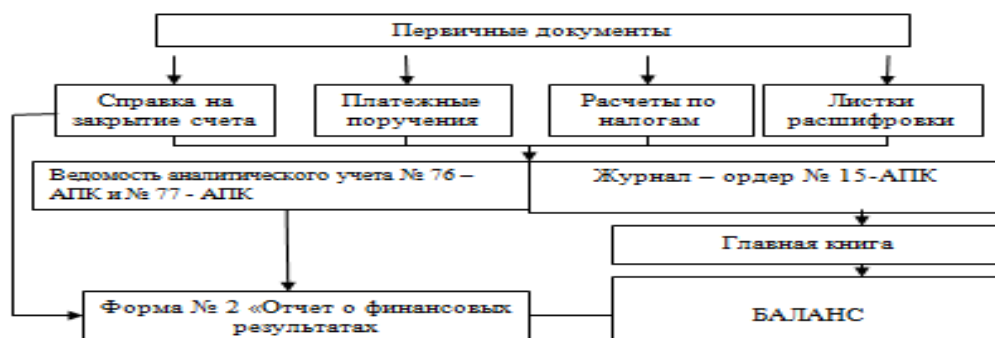 Первичные документы
Справка на
закрытие счета
Платежные
поручения
Расчеты по
налогам
Листки
расшифровки
Ведомость аналитического учета № 76 –
АПК и № 77 - АПК
Журнал – ордер № 15-АПК
Главная книга
Форма № 2 «Отчет о финансовых
результатах
БАЛАНС